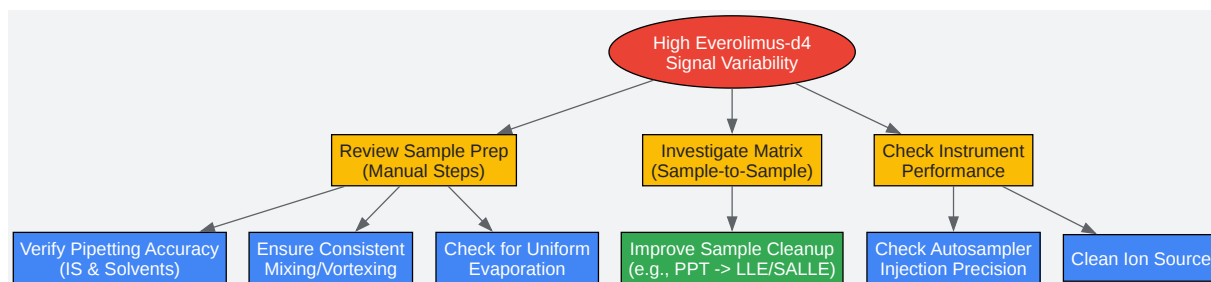 High Everolimus-d4
Signal Variability
Review Sample Prep
(Manual Steps)
Investigate Matrix
(Sample-to-Sample)
Check Instrument
Performance
Verify Pipetting Accuracy
(IS & Solvents)
Ensure Consistent
Mixing/Vortexing
Check for Uniform
Evaporation
Improve Sample Cleanup
(e.g., PPT -> LLE/SALLE)
Check Autosampler
Injection Precision
Clean Ion Source